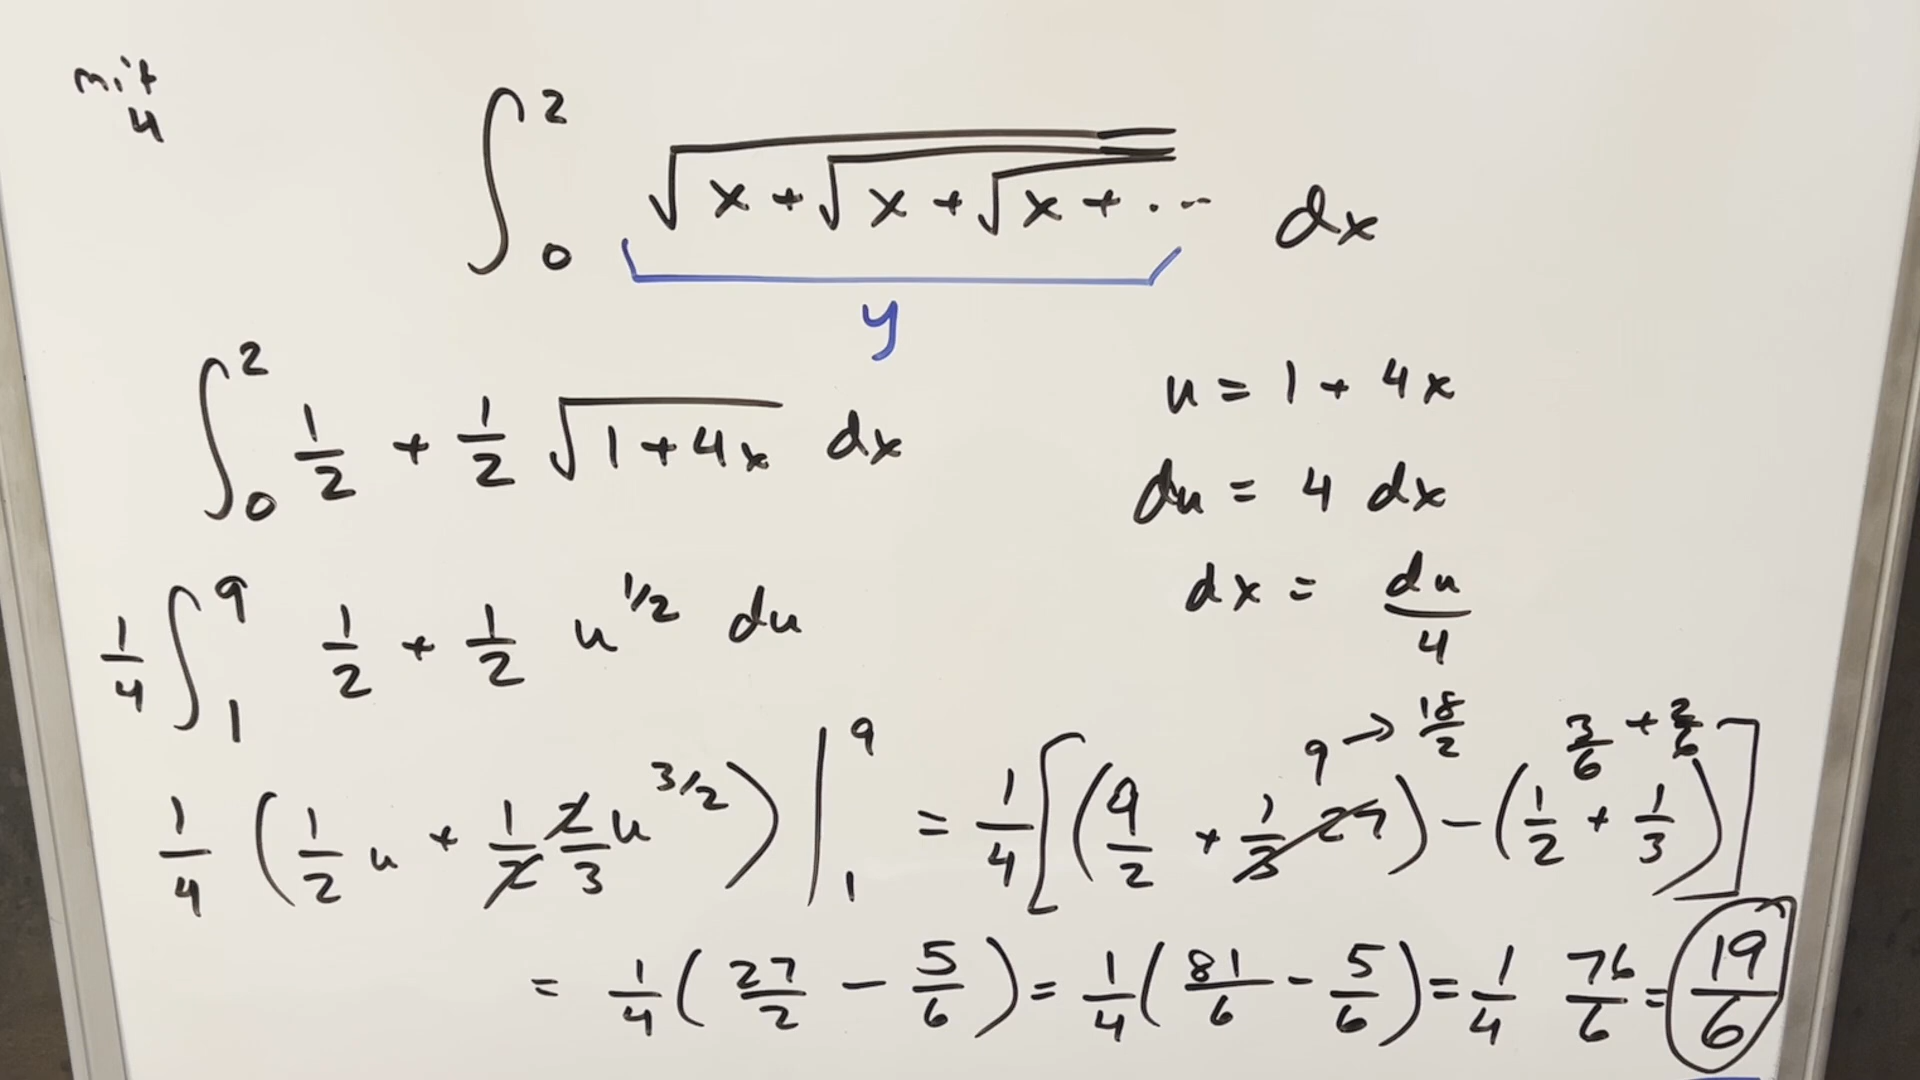 mit
4
∫₀² √(x + √(x + √(x + ... dx
y
∫₀² 1/2 + 1/2 √(1+4x) dx
u = 1 + 4x
du = 4 dx
dx = du/4
1/4 ∫₁⁹ 1/2 + 1/2 u^(1/2) du
9 → 18/2
3/6 + 2/6
1/4 (1/2 u + 1/2 2/3 u^(3/2)) |₁⁹ = 1/4 [(9/2 + 1/3 27) - (1/2 + 1/3)]
= 1/4 (27/2 - 5/6) = 1/4 (81/6 - 5/6) = 1/4 76/6 = 19/6